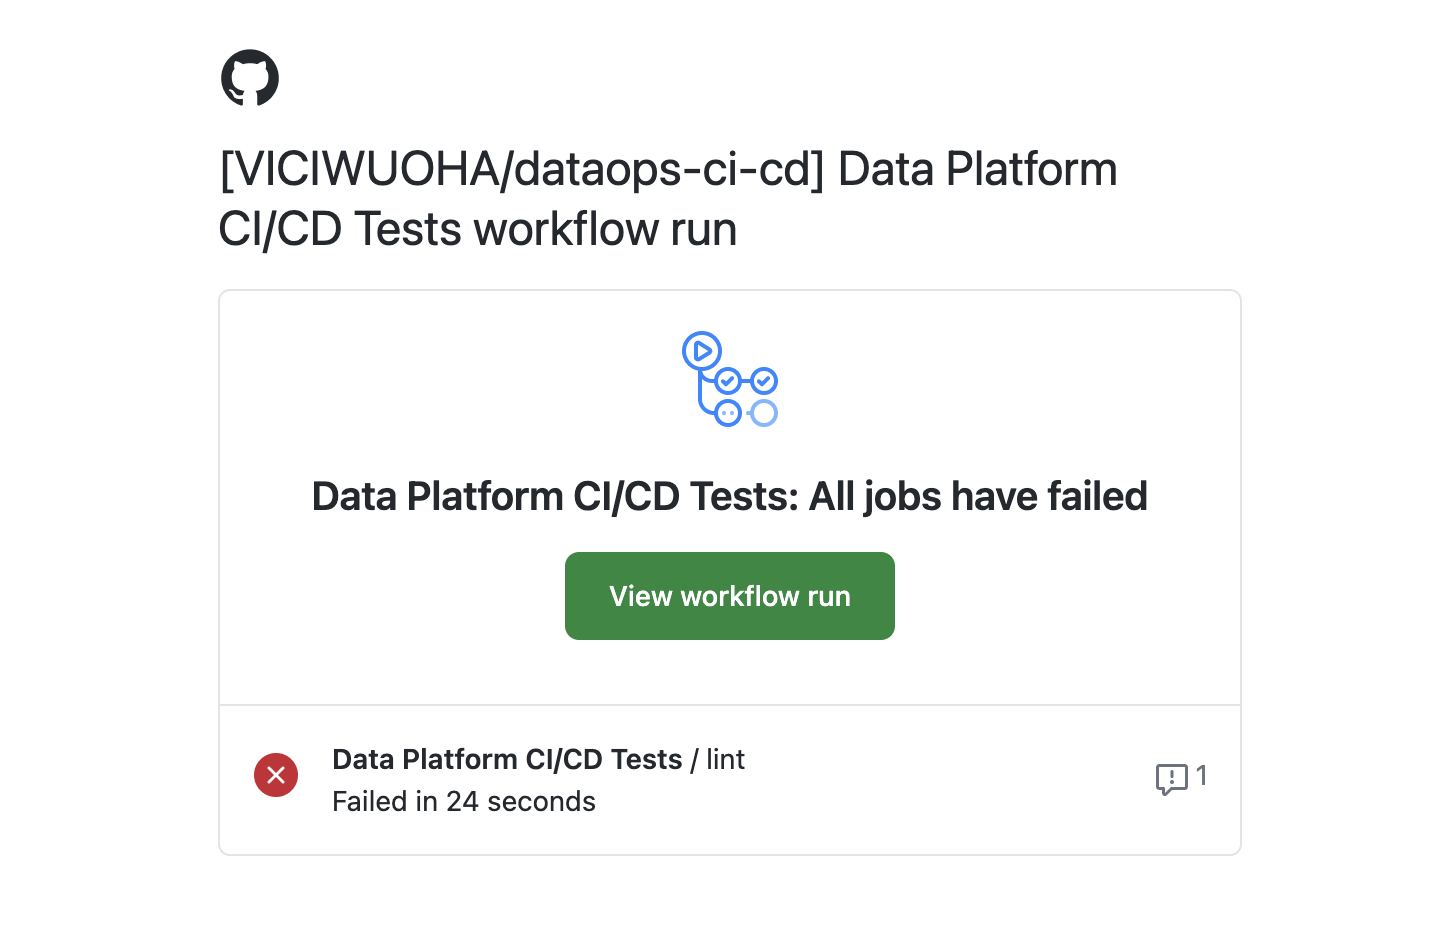 [VICIWUOHA/dataops-ci-cd] Data Platform
CI/CD Tests workflow run
Data Platform CI/CD Tests: All jobs have failed
View workflow run
Data Platform CI/CD Tests / lint
1
Failed in 24 seconds